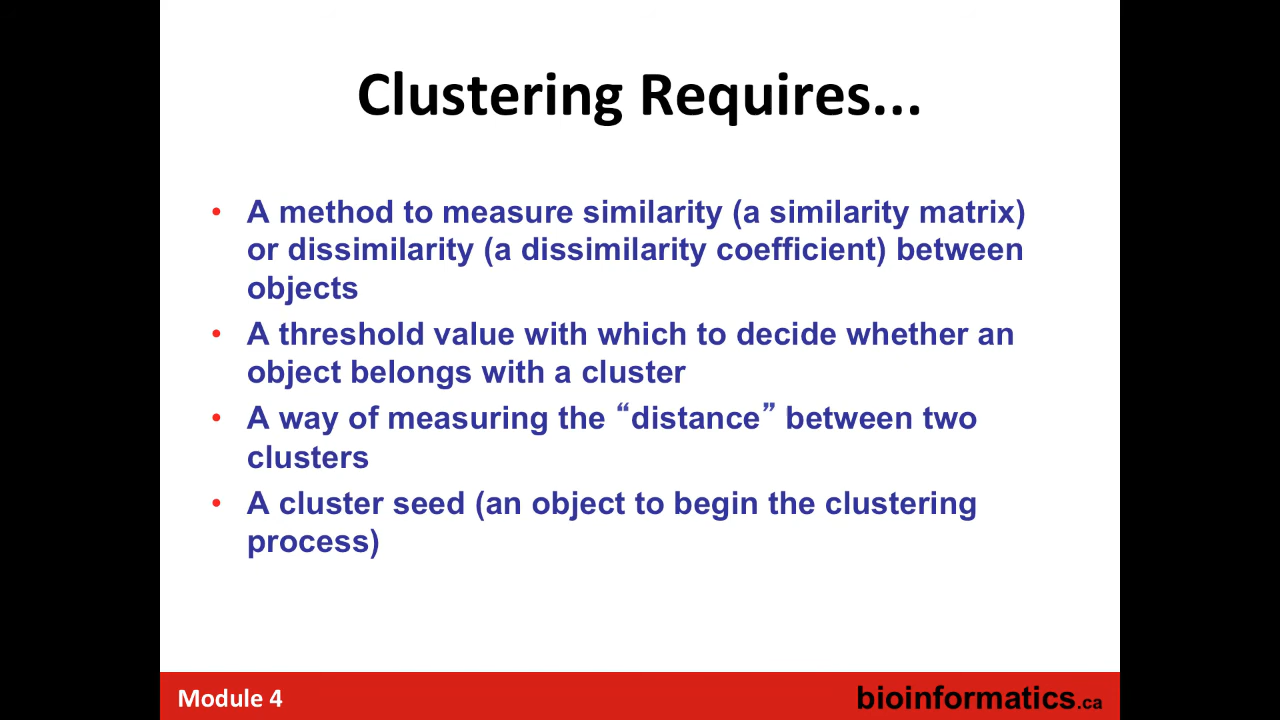 Clustering Requires...
• A method to measure similarity (a similarity matrix)
or dissimilarity (a dissimilarity coefficient) between
objects
• A threshold value with which to decide whether an
object belongs with a cluster
• A way of measuring the “distance” between two
clusters
• A cluster seed (an object to begin the clustering
process)
Module 4
bioinformatics.ca